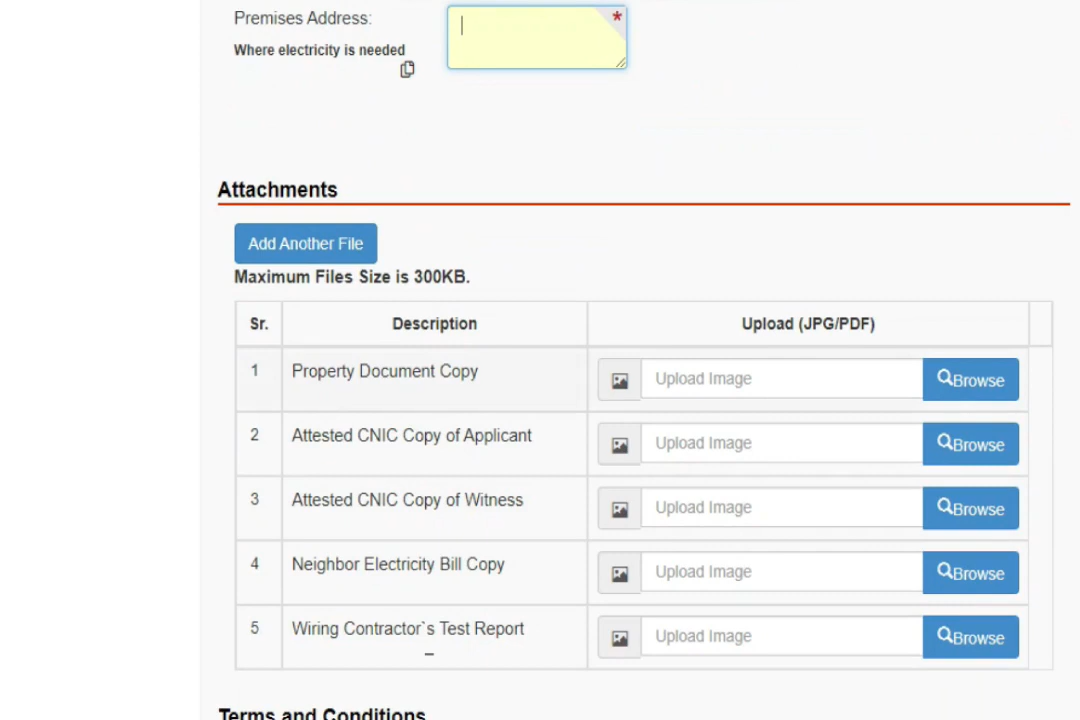 Premises Address:
*
Where electricity is needed
Attachments
Add Another File
Maximum Files Size is 300KB.
Sr. Description Upload (JPG/PDF)
1 Property Document Copy Upload Image Browse
2 Attested CNIC Copy of Applicant Upload Image Browse
3 Attested CNIC Copy of Witness Upload Image Browse
4 Neighbor Electricity Bill Copy Upload Image Browse
5 Wiring Contractor`s Test Report Upload Image Browse
Terms and Conditions